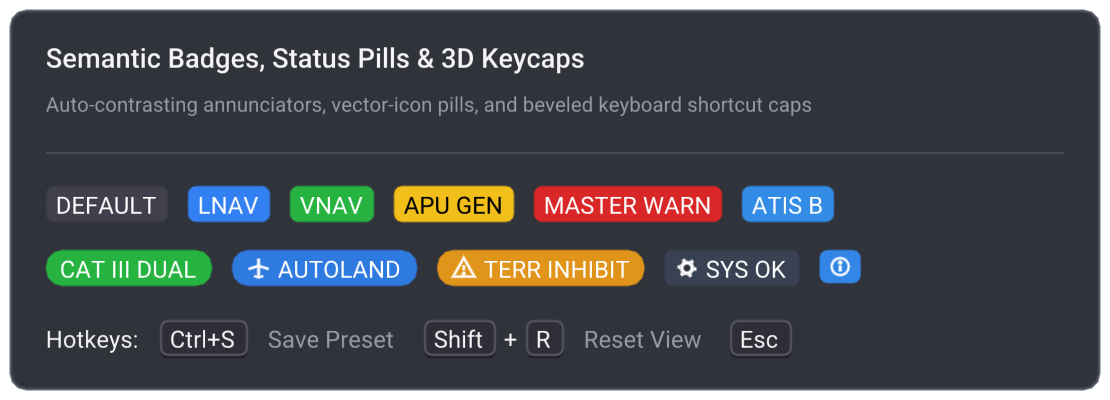 Semantic Badges, Status Pills & 3D Keycaps
Auto-contrasting annunciators, vector-icon pills, and beveled keyboard shortcut caps
DEFAULT LNAV VNAV APU GEN MASTER WARN ATIS B
CAT III DUAL AUTOLAND TERR INHIBIT SYS OK
Hotkeys: Ctrl+S Save Preset Shift + R Reset View Esc